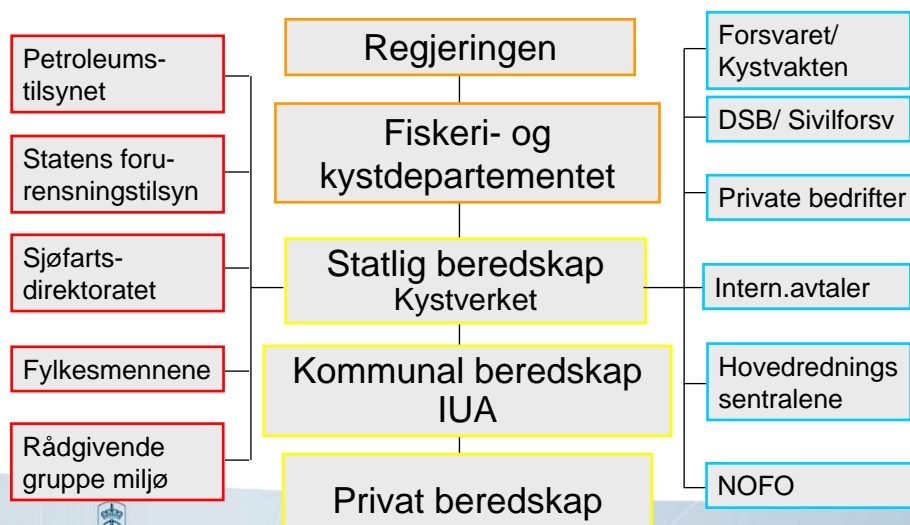 Petroleums-
tilsynet
Statens foru-
rensningstilsyn
Sjøfarts-
direktoratet
Fylkesmennene
Rådgivende
gruppe miljø
Regjeringen
Fiskeri- og
kystdepartementet
Statlig beredskap
Kystverket
Kommunal beredskap
IUA
Privat beredskap
Forsvaret/
Kystvakten
DSB/ Sivilforsv
Private bedrifter
Intern.avtaler
Hovedrednings
sentralene
NOFO